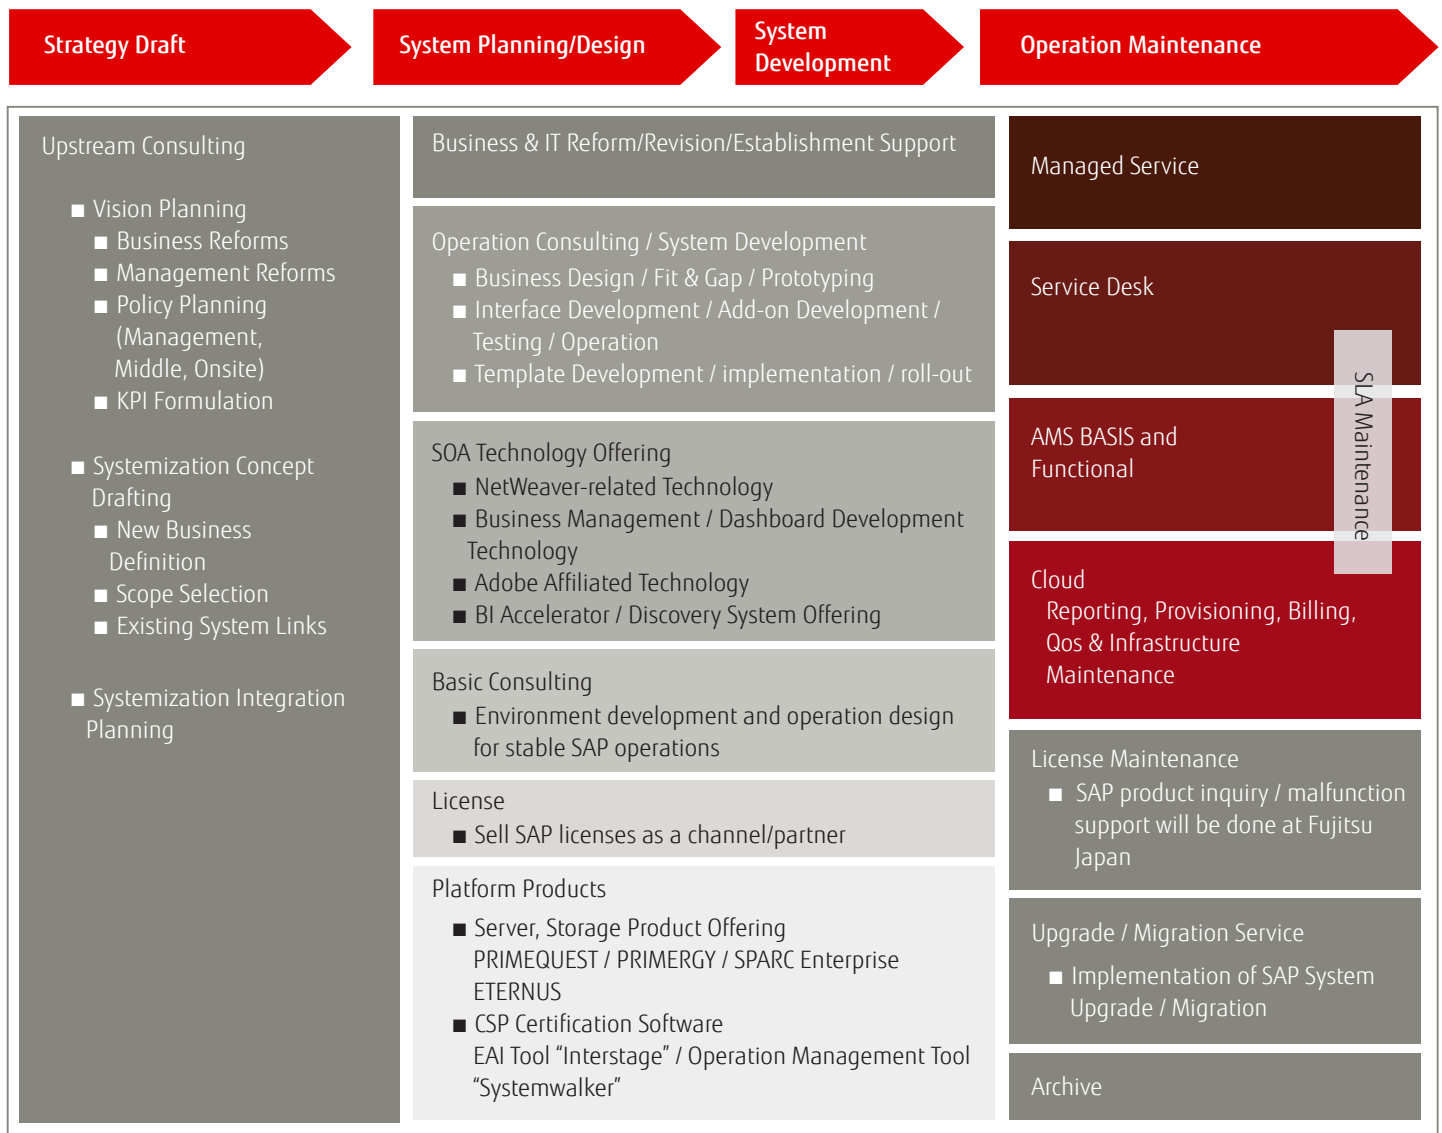 Strategy Draft
System Planning/Design
System
Development
Operation Maintenance
Upstream Consulting
■ Vision Planning
■ Business Reforms
■ Management Reforms
■ Policy Planning
(Management,
Middle, Onsite)
■ KPI Formulation
■ Systemization Concept
Drafting
■ New Business
Definition
■ Scope Selection
■ Existing System Links
■ Systemization Integration
Planning
Business & IT Reform/Revision/Establishment Support
Operation Consulting / System Development
■ Business Design / Fit & Gap / Prototyping
■ Interface Development / Add-on Development /
Testing / Operation
■ Template Development / implementation / roll-out
SOA Technology Offering
■ NetWeaver-related Technology
■ Business Management / Dashboard Development
Technology
■ Adobe Affiliated Technology
■ BI Accelerator / Discovery System Offering
Basic Consulting
■ Environment development and operation design
for stable SAP operations
License
■ Sell SAP licenses as a channel/partner
Platform Products
■ Server, Storage Product Offering
PRIMEQUEST / PRIMERGY / SPARC Enterprise
ETERNUS
■ CSP Certification Software
EAI Tool “Interstage” / Operation Management Tool
“Systemwalker”
Managed Service
Service Desk
AMS BASIS and
Functional
SLA Maintenance
Cloud
Reporting, Provisioning, Billing,
Qos & Infrastructure
Maintenance
License Maintenance
■ SAP product inquiry / malfunction
support will be done at Fujitsu
Japan
Upgrade / Migration Service
■ Implementation of SAP System
Upgrade / Migration
Archive